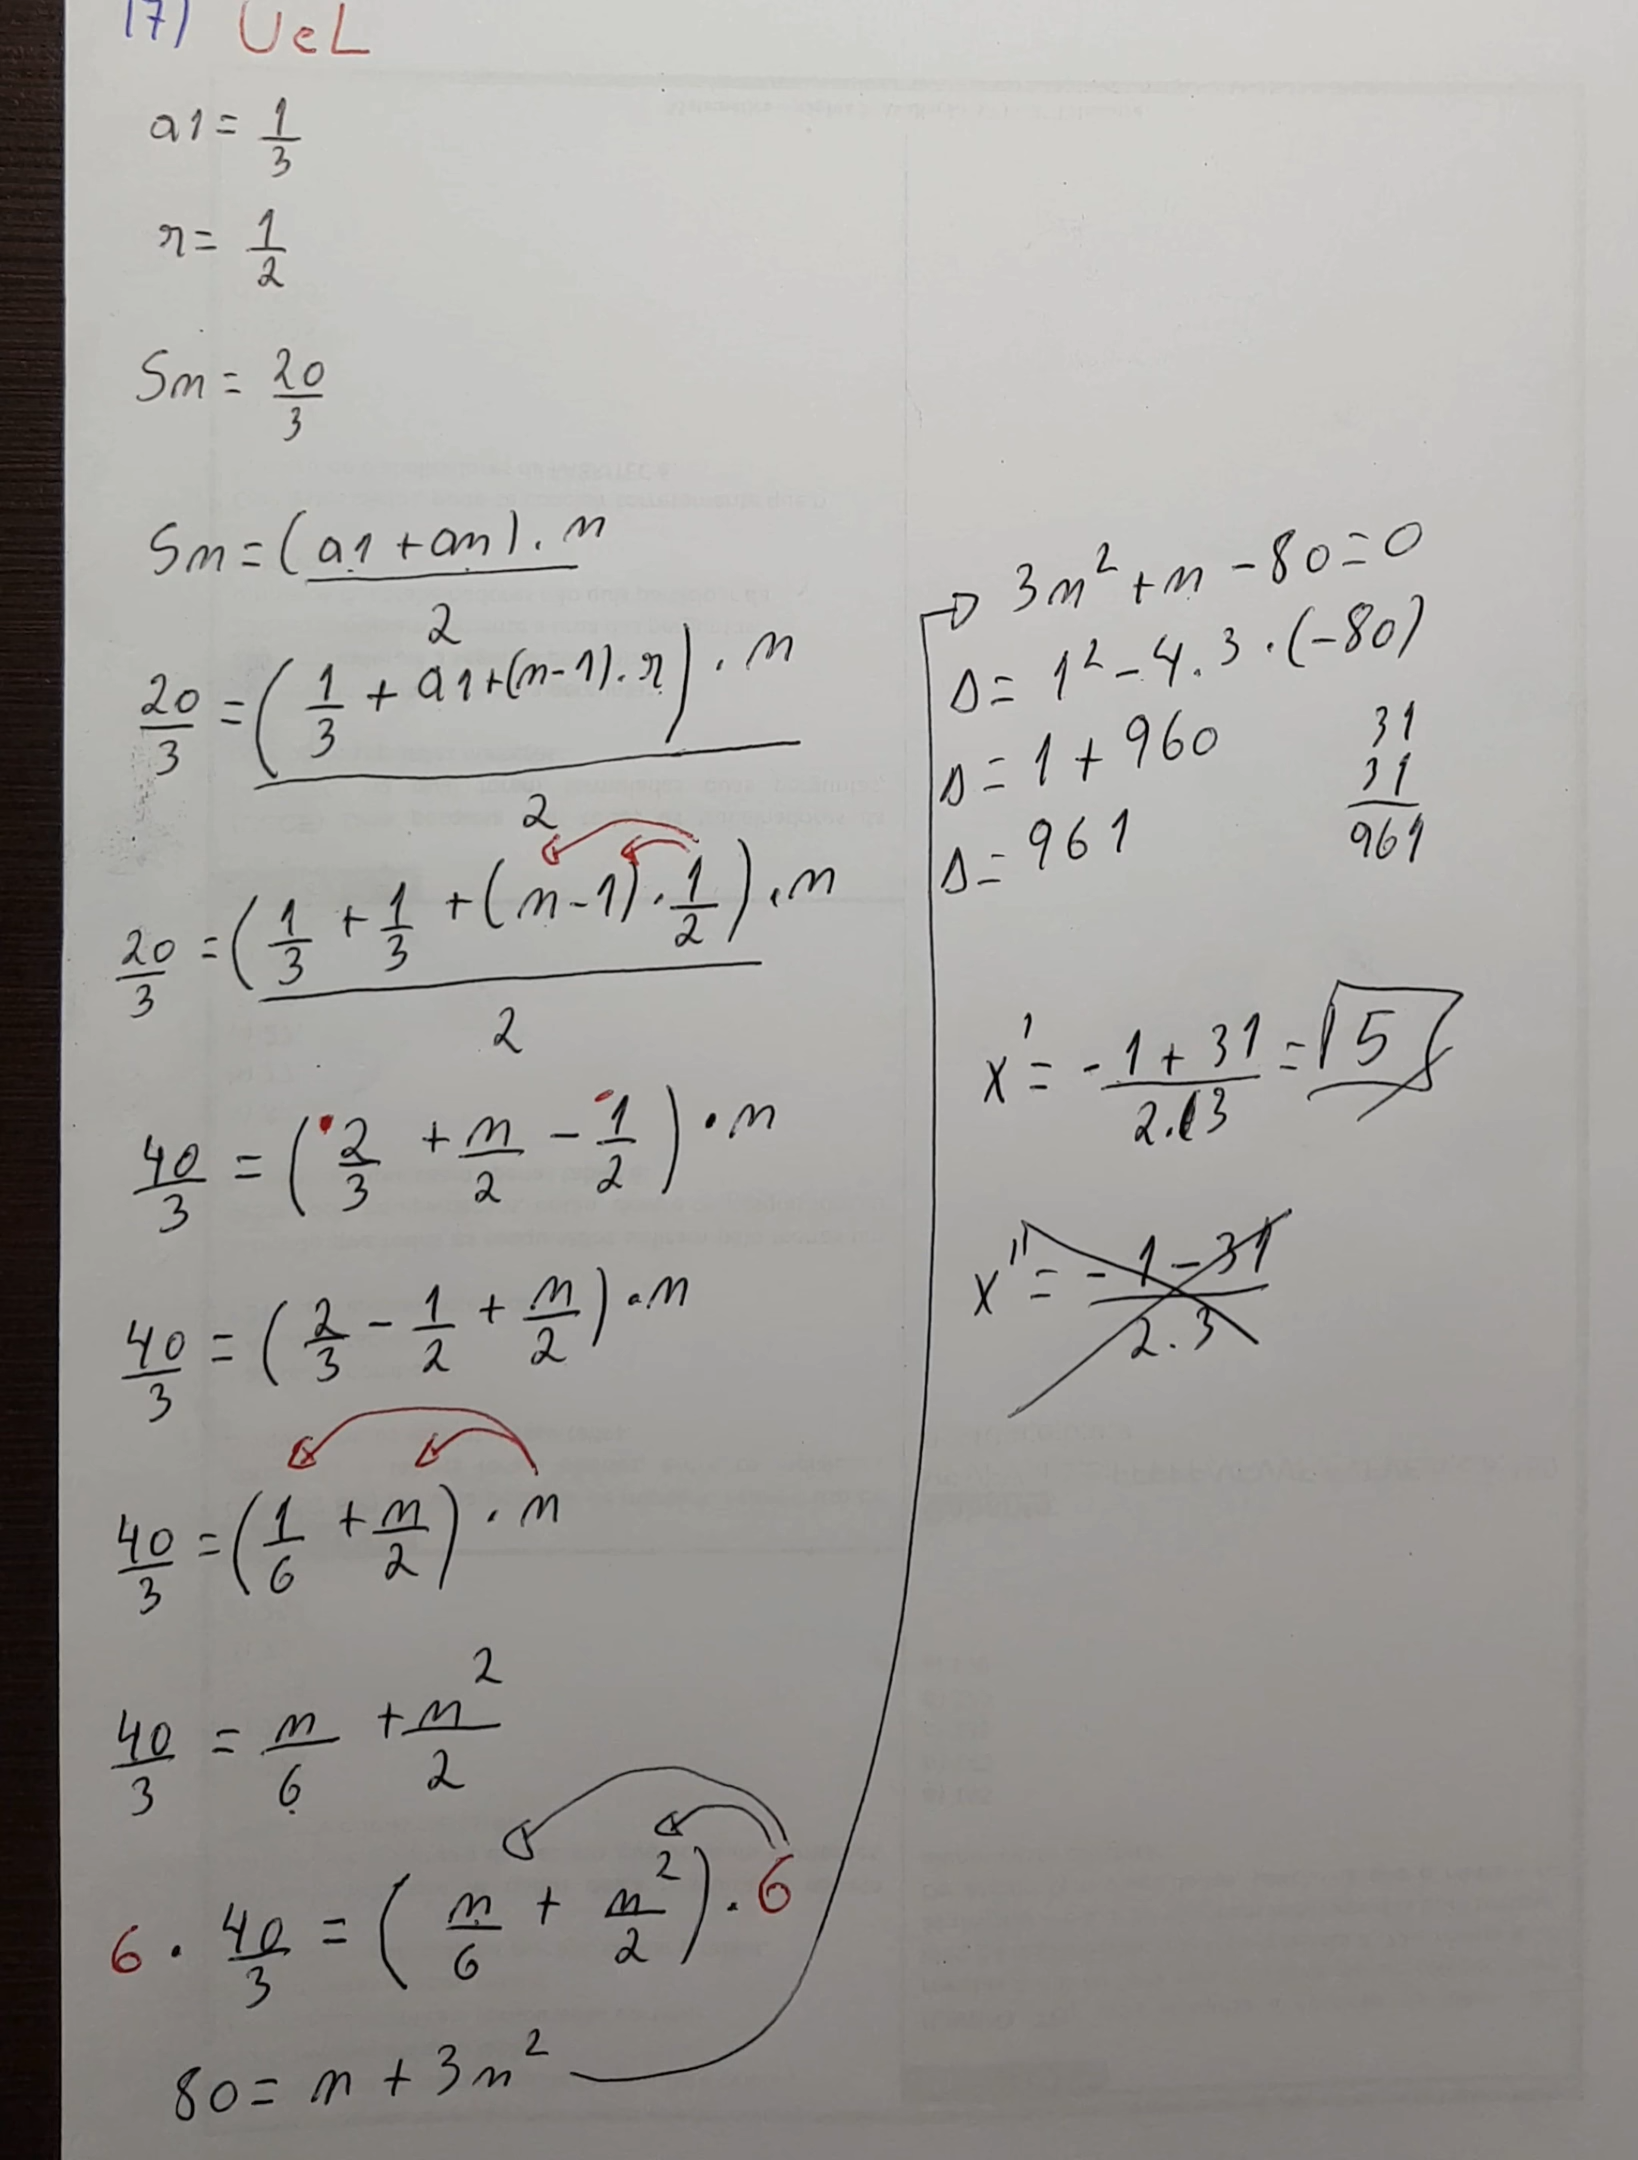 17) UeL
a1 = 1/3
r = 1/2
Sn = 20/3
Sn = (a1 + an) . n / 2
20/3 = (1/3 + a1 + (n-1) . r) . n / 2
20/3 = (1/3 + 1/3 + (n-1) . 1/2) . n / 2
40/3 = (2/3 + n/2 - 1/2) . n
40/3 = (2/3 - 1/2 + n/2) . n
40/3 = (1/6 + n/2) . n
40/3 = n/6 + n²/2
6 . 40/3 = (n/6 + n²/2) . 6
80 = n + 3n²
3n² + n - 80 = 0
Δ = 1² - 4 . 3 . (-80)
Δ = 1 + 960
Δ = 961
31
31
961
x' = -1 + 31 / 2.3 = 5
x'' = -1 - 31 / 2.3